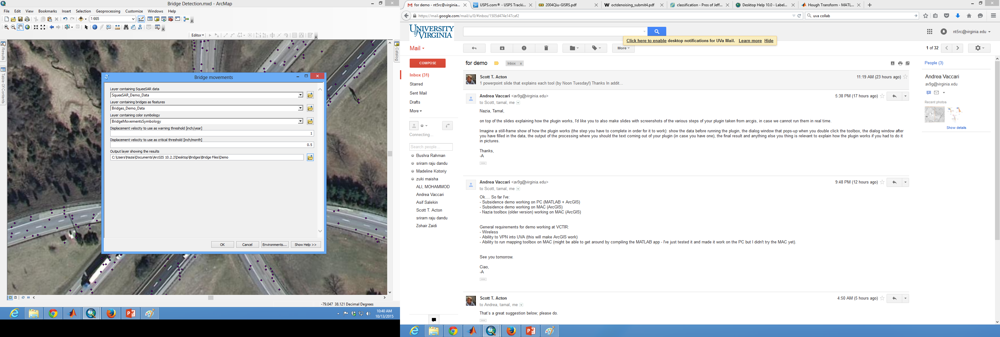 Bridge Detection.mxd - ArcMap
File Edit View Bookmarks Insert Selection Geoprocessing Customize Windows Help
1:665
Editor
Results
Table Of Contents
Catalog
Bridge movements
Layer containing SqueeSAR data
SqueeSAR_Demo_Data
Layer containing bridges as features
Bridges_Demo_Data
Layer containing color symbology
BridgeMovementsSymbology
Displacement velocity to use as warning threshold [inch/year]
1
Displacement velocity to use as critical threshold [inch/month]
0.5
Output layer showing the results
C:\Users\Nazia\Documents\ArcGIS 10.2.2\Desktop\Bridges\Bridge Files\Demo
OK Cancel Environments... Show Help >>
-79.047 38.121 Decimal Degrees
10:40 AM
10/13/2015
for demo - nt5rc@virginia... USPS.com® - USPS Tracki... 2004Qiu-GISRS.pdf octdenoising_submit4.pdf classification - Pros of Jeff... Desktop Help 10.0 - Label... Hough Transform - MATL...
https://mail.google.com/mail/u/0/#inbox/1505d474e147caf2
uva collab
UNIVERSITY
of VIRGINIA
nt5rc@virginia.edu
Click here to enable desktop notifications for UVa Mail. Learn more Hide
Mail
More
1 of 32
COMPOSE
Inbox (31)
Starred
Sent Mail
Drafts
More
Connecting...
Search people...
Bushra Rahman
sriram raju dandu
Madeline Kotoriy
zuki maisha
ALI, MOHAMMOD
Andrea Vaccari
Asif Salekin
Scott T. Acton
sriram raju dandu
Zohair Zaidi
for demo Inbox x
Scott T. Acton 11:19 AM (23 hours ago)
1 powerpoint slide that explains each tool (by Noon Tuesday!) Thanks In addit...
Andrea Vaccari <av9g@virginia.edu> 5:38 PM (17 hours ago)
to Scott, tamal, me
Nazia, Tamal,
on top of the slides explaining how the plugin works, I'd like you to also make slides with screenshots of the various steps of your plugin taken from arcgis, in case we cannot run them in real time.
Imagine a still-frame show of how the plugin works (the step you have to complete in order for it to work): show the data before running the plugin, the dialog window that pops-up when you double click the toolbox, the dialog window after
you have filled in the data, the output of the processing where you should the text coming out of your plugin (in case you have one), the final result and anything else you thing is relevant to explain how the plugin works if you had to do it
in pictures.
Thanks,
-A
Andrea Vaccari <av9g@virginia.edu> 9:48 PM (12 hours ago)
to Scott, tamal, me
Ok.... So far I've:
- Subsidence demo working on PC (MATLAB + ArcGIS)
- Subsidence demo working on MAC (ArcGIS)
- Nazia toolbox (older version) working on MAC (ArcGIS)
General requirements for demo working at VCTIR:
- Wireless
- Ability to VPN into UVA (this will make ArcGIS work)
- Ability to run mapping toolbox on MAC (might be able to get around by compiling the MATLAB app - I've just tested it and made it work on the PC but I didn't try the MAC yet).
See you tomorrow.
Ciao,
-A
Scott T. Acton 4:50 AM (5 hours ago)
to Andrea, tamal, me
That's a great suggestion below; please do.
People (3)
Andrea Vaccari
av9g@virginia.edu
Recent photos
Show details